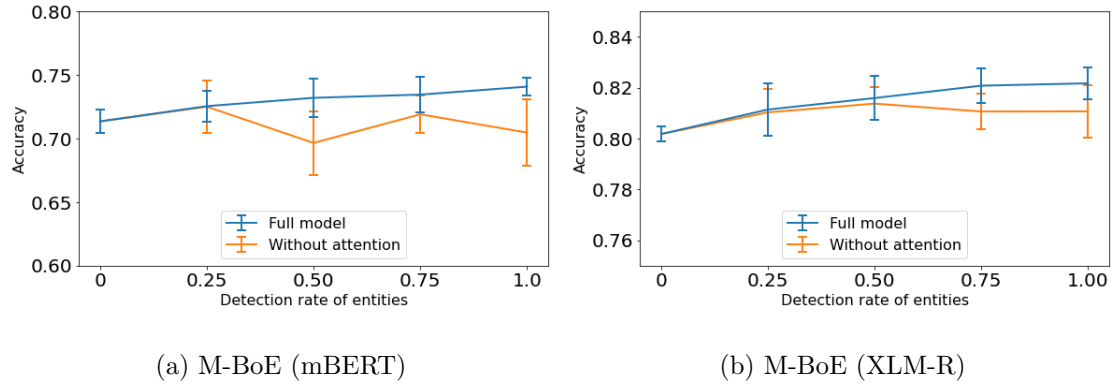 0.80
0.75
0.70
0.65
0.60
Accuracy
Full model
Without attention
0 0.25 0.50 0.75 1.0
Detection rate of entities
(a) M-BoE (mBERT)
0.84
0.82
0.80
0.78
0.76
Accuracy
Full model
Without attention
0 0.25 0.50 0.75 1.00
Detection rate of entities
(b) M-BoE (XLM-R)